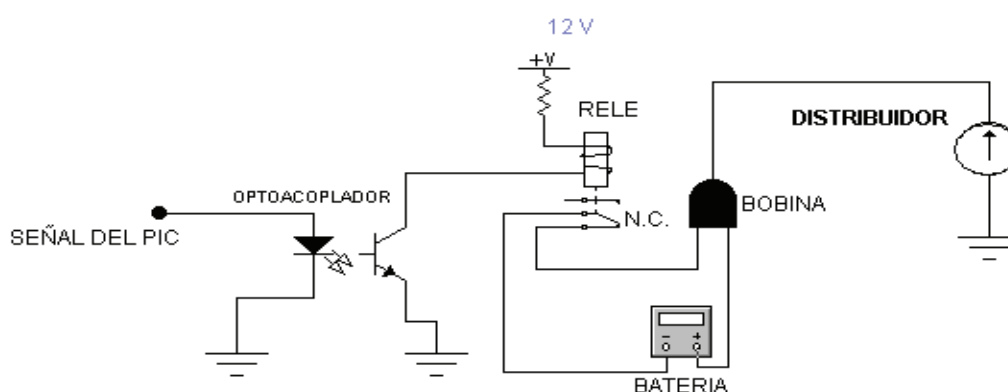 12 V
+V
RELE
DISTRIBUIDOR
OPTOACOPLADOR
BOBINA
N.C.
SEÑAL DEL PIC
- +
BATERIA